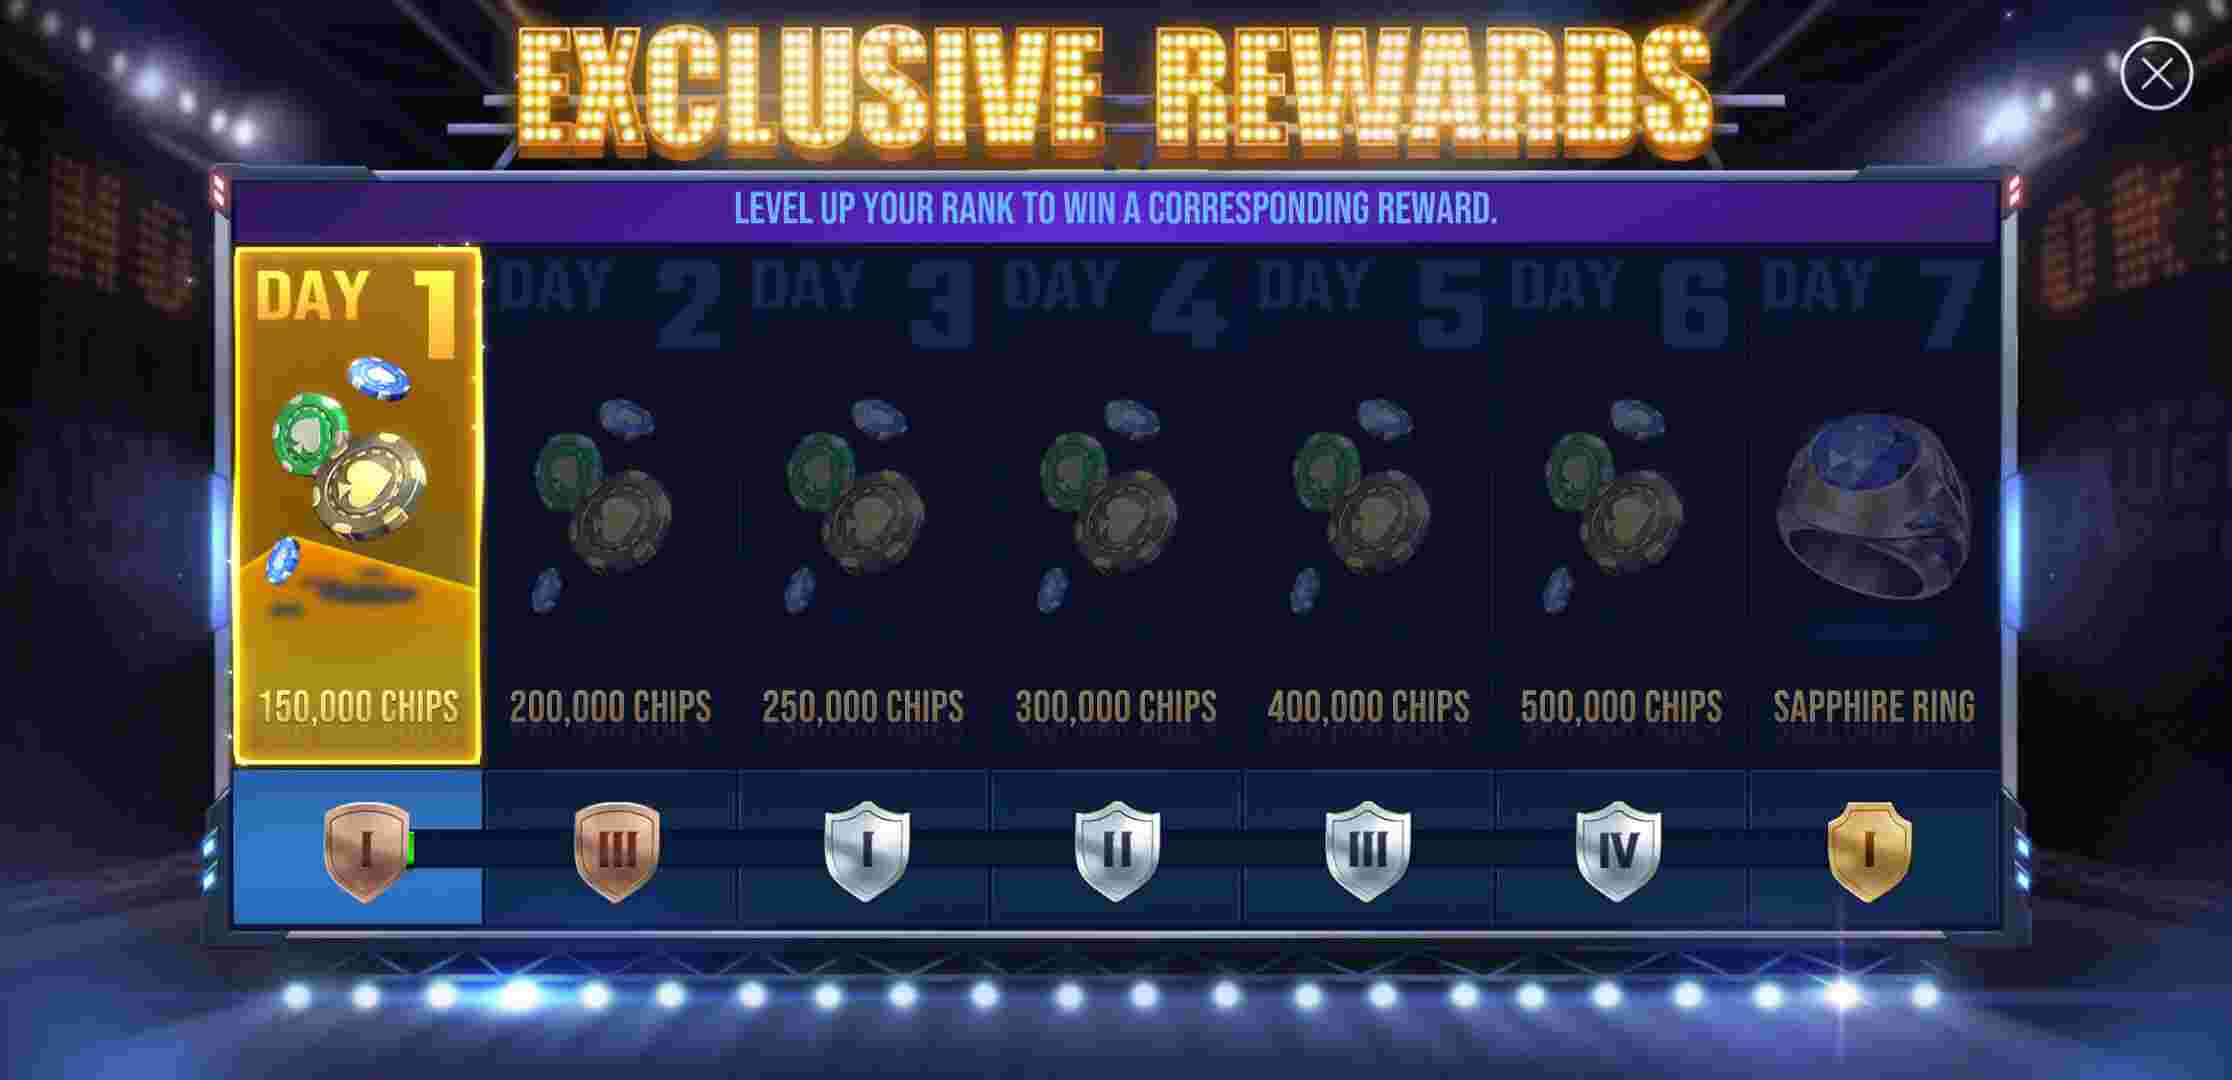 EXCLUSIVE REWARDS
LEVEL UP YOUR RANK TO WIN A CORRESPONDING REWARD.
DAY 1
DAY 2
DAY 3
DAY 4
DAY 5
DAY 6
DAY 7
150,000 CHIPS
200,000 CHIPS
250,000 CHIPS
300,000 CHIPS
400,000 CHIPS
500,000 CHIPS
SAPPHIRE RING
I
III
I
II
III
IV
I